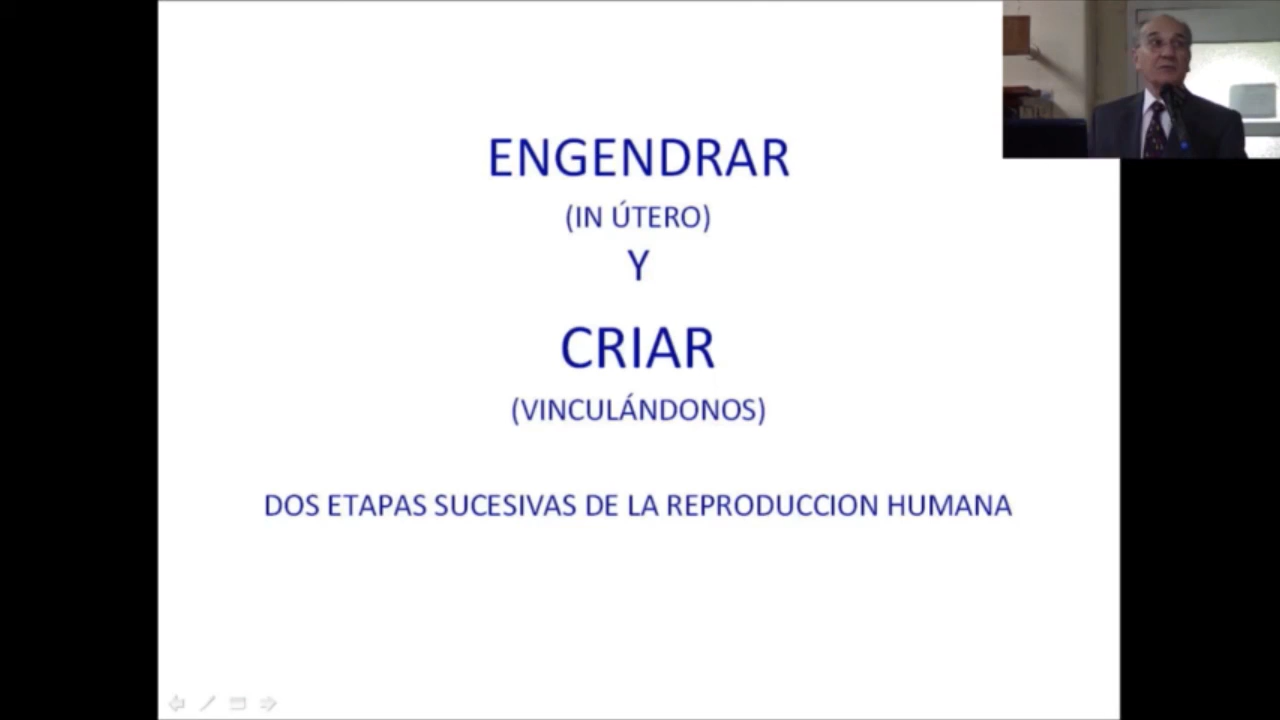 ENGENDRAR
(IN ÚTERO)
Y
CRIAR
(VINCULÁNDONOS)
DOS ETAPAS SUCESIVAS DE LA REPRODUCCION HUMANA